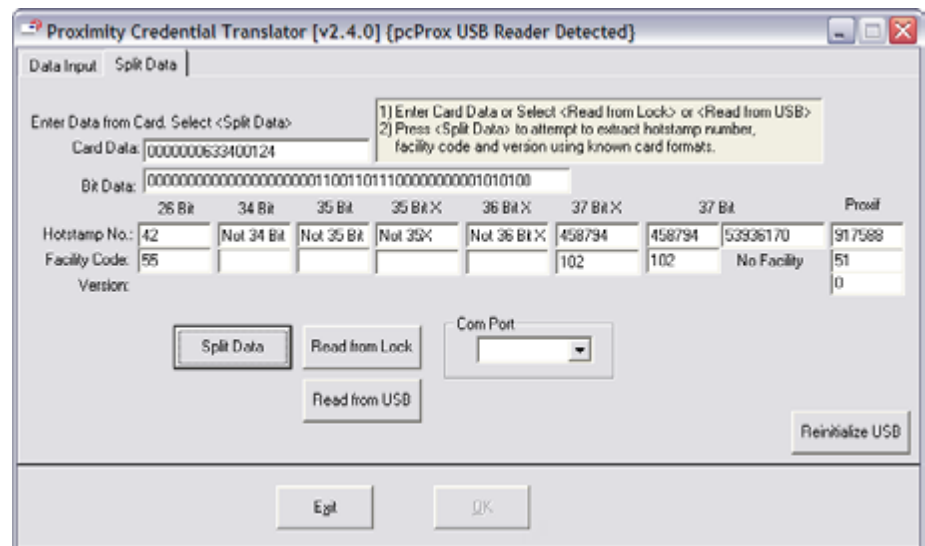 Proximity Credential Translator [v2.4.0] {pcProx USB Reader Detected}
Data Input Split Data
1) Enter Card Data or Select <Read from Lock> or <Read from USB>
2) Press <Split Data> to attempt to extract hotstamp number,
facility code and version using known card formats.
Enter Data from Card. Select <Split Data>
Card Data: 0000000633400124
Bit Data:
26 Bit 34 Bit 35 Bit 35 Bit X 36 Bit X 37 Bit X 37 Bit Proxif
Hotstamp No.: 42 Not 34 Bit Not 35 Bit Not 35X Not 36 Bit X 458794 458794 53936170 917588
Facility Code: 55 102 102 No Facility 51
Version: 0
Split Data Read from Lock Com Port
Read from USB
Reinitialize USB
Exit OK